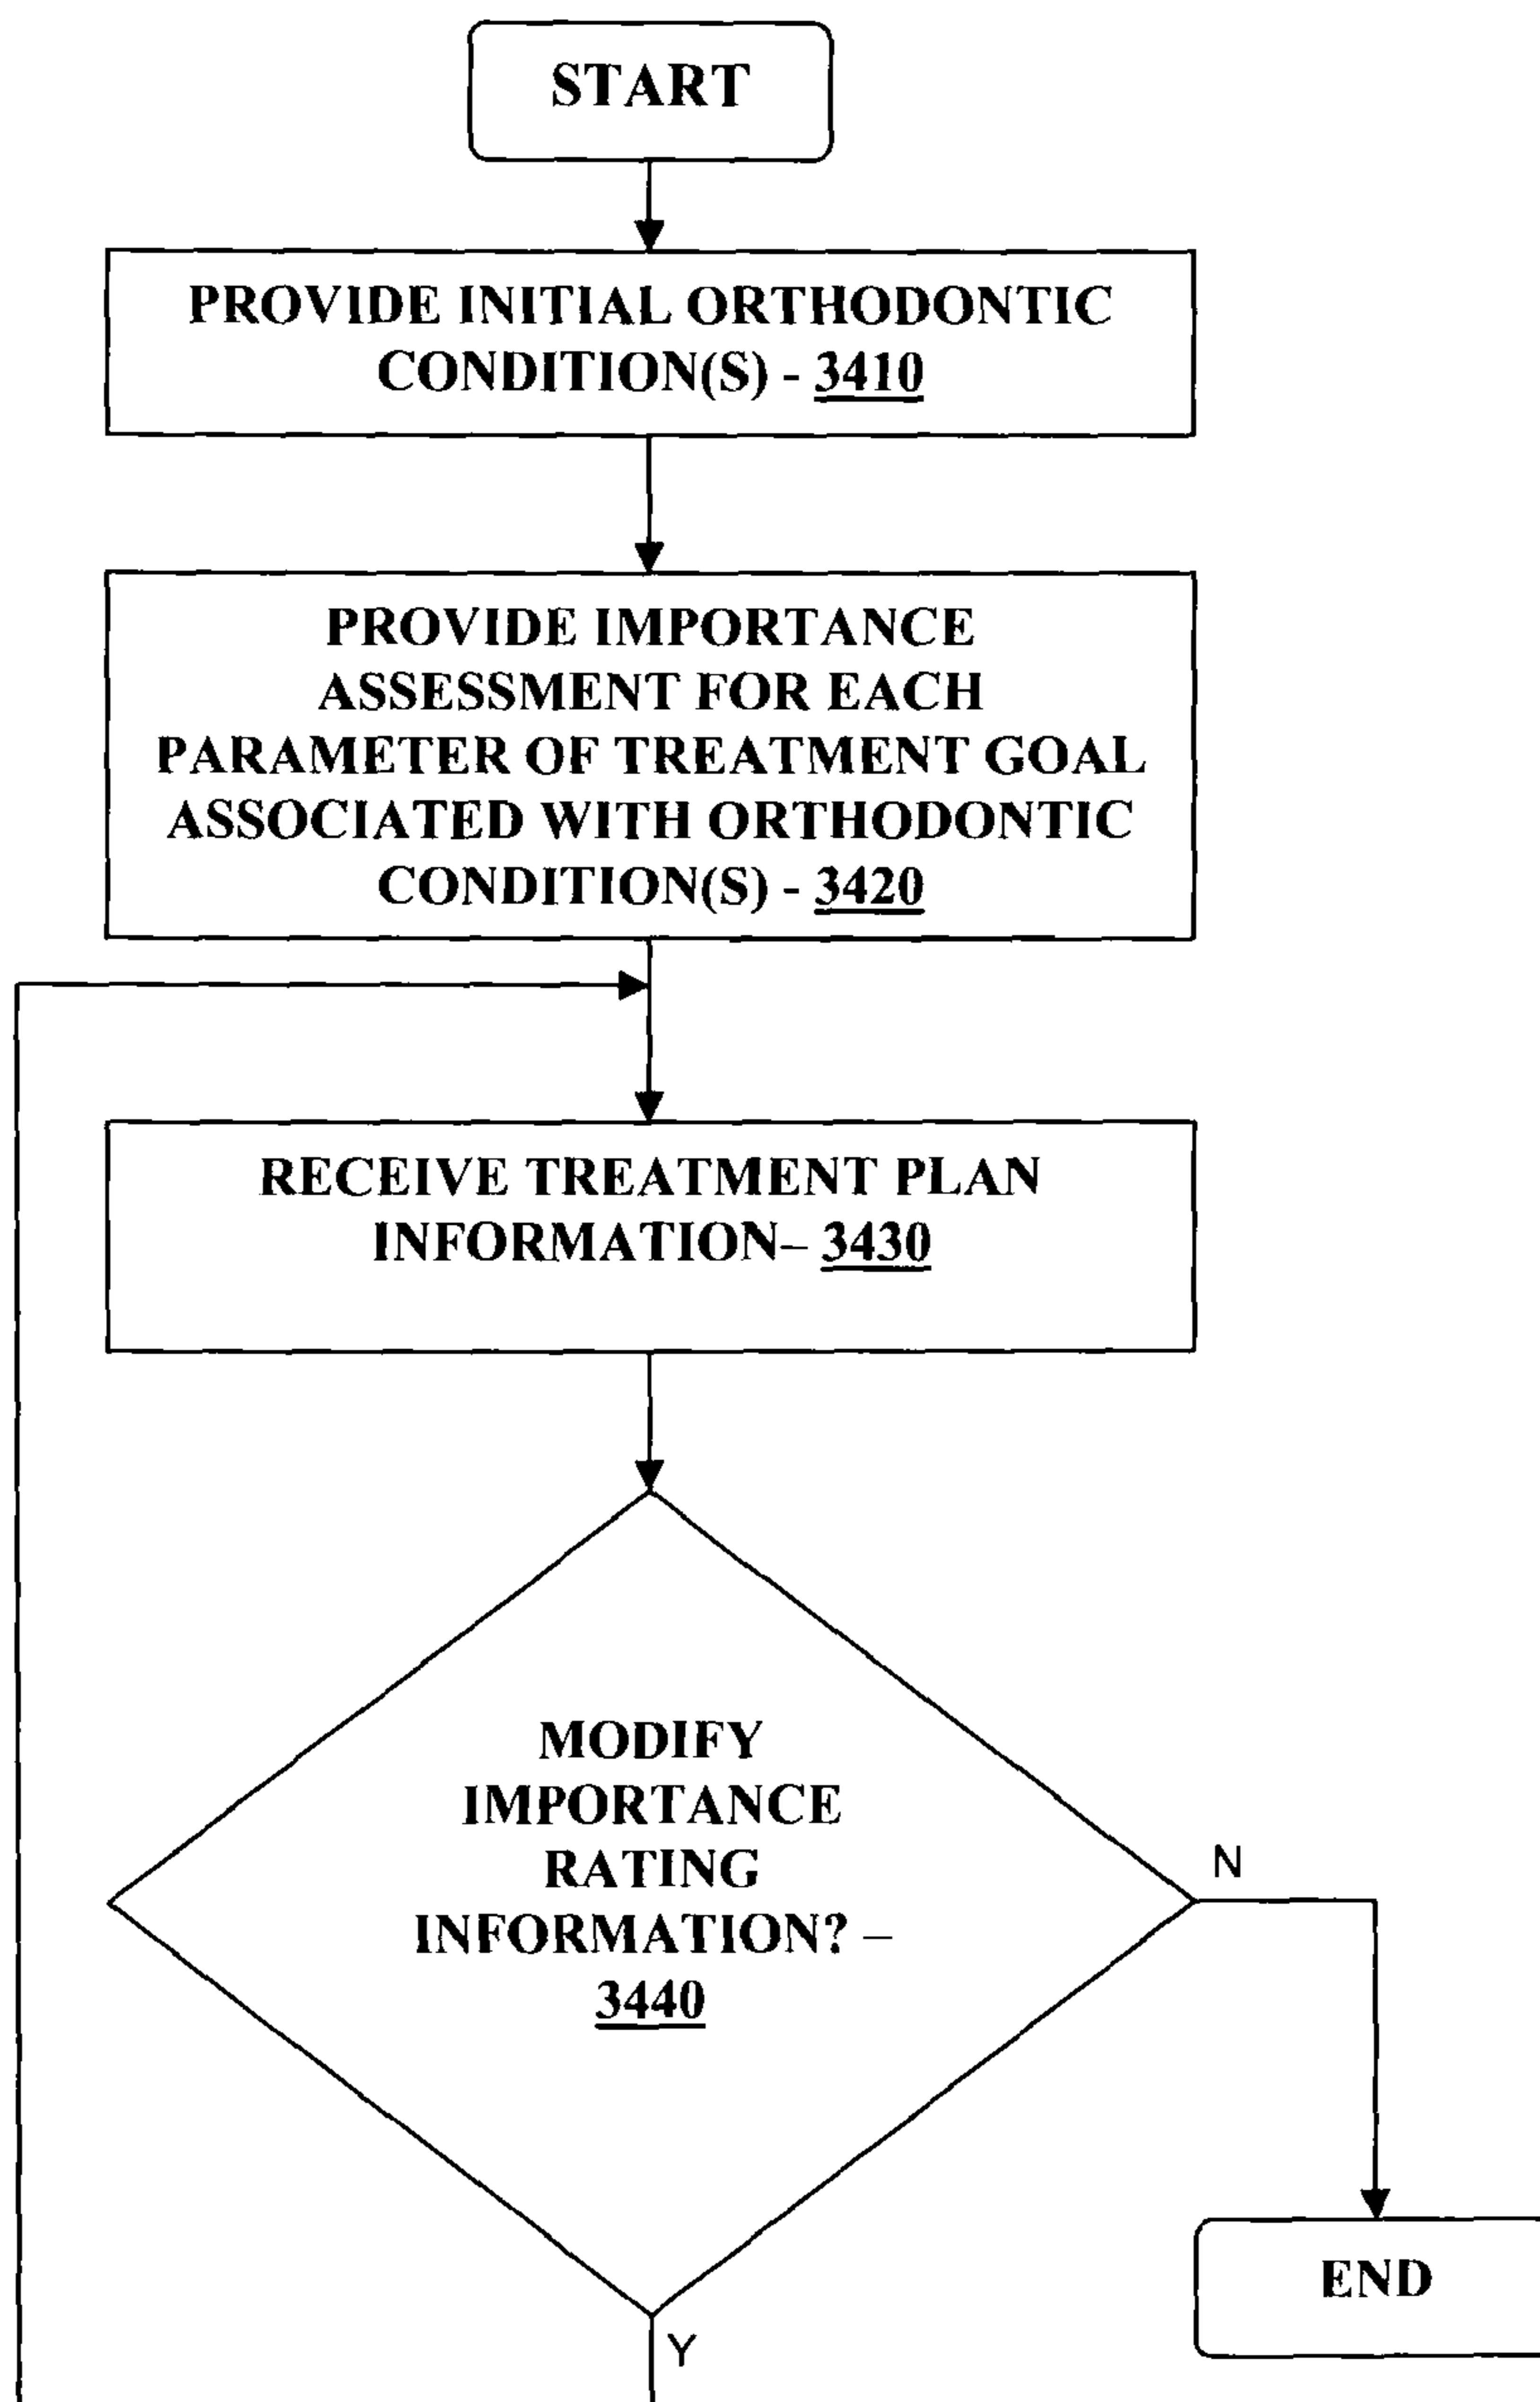 START
PROVIDE INITIAL ORTHODONTIC
CONDITION(S) - 3410
PROVIDE IMPORTANCE
ASSESSMENT FOR EACH
PARAMETER OF TREATMENT GOAL
ASSOCIATED WITH ORTHODONTIC
CONDITION(S) - 3420
RECEIVE TREATMENT PLAN
INFORMATION– 3430
MODIFY
IMPORTANCE
RATING
INFORMATION? –
3440
N
END
Y